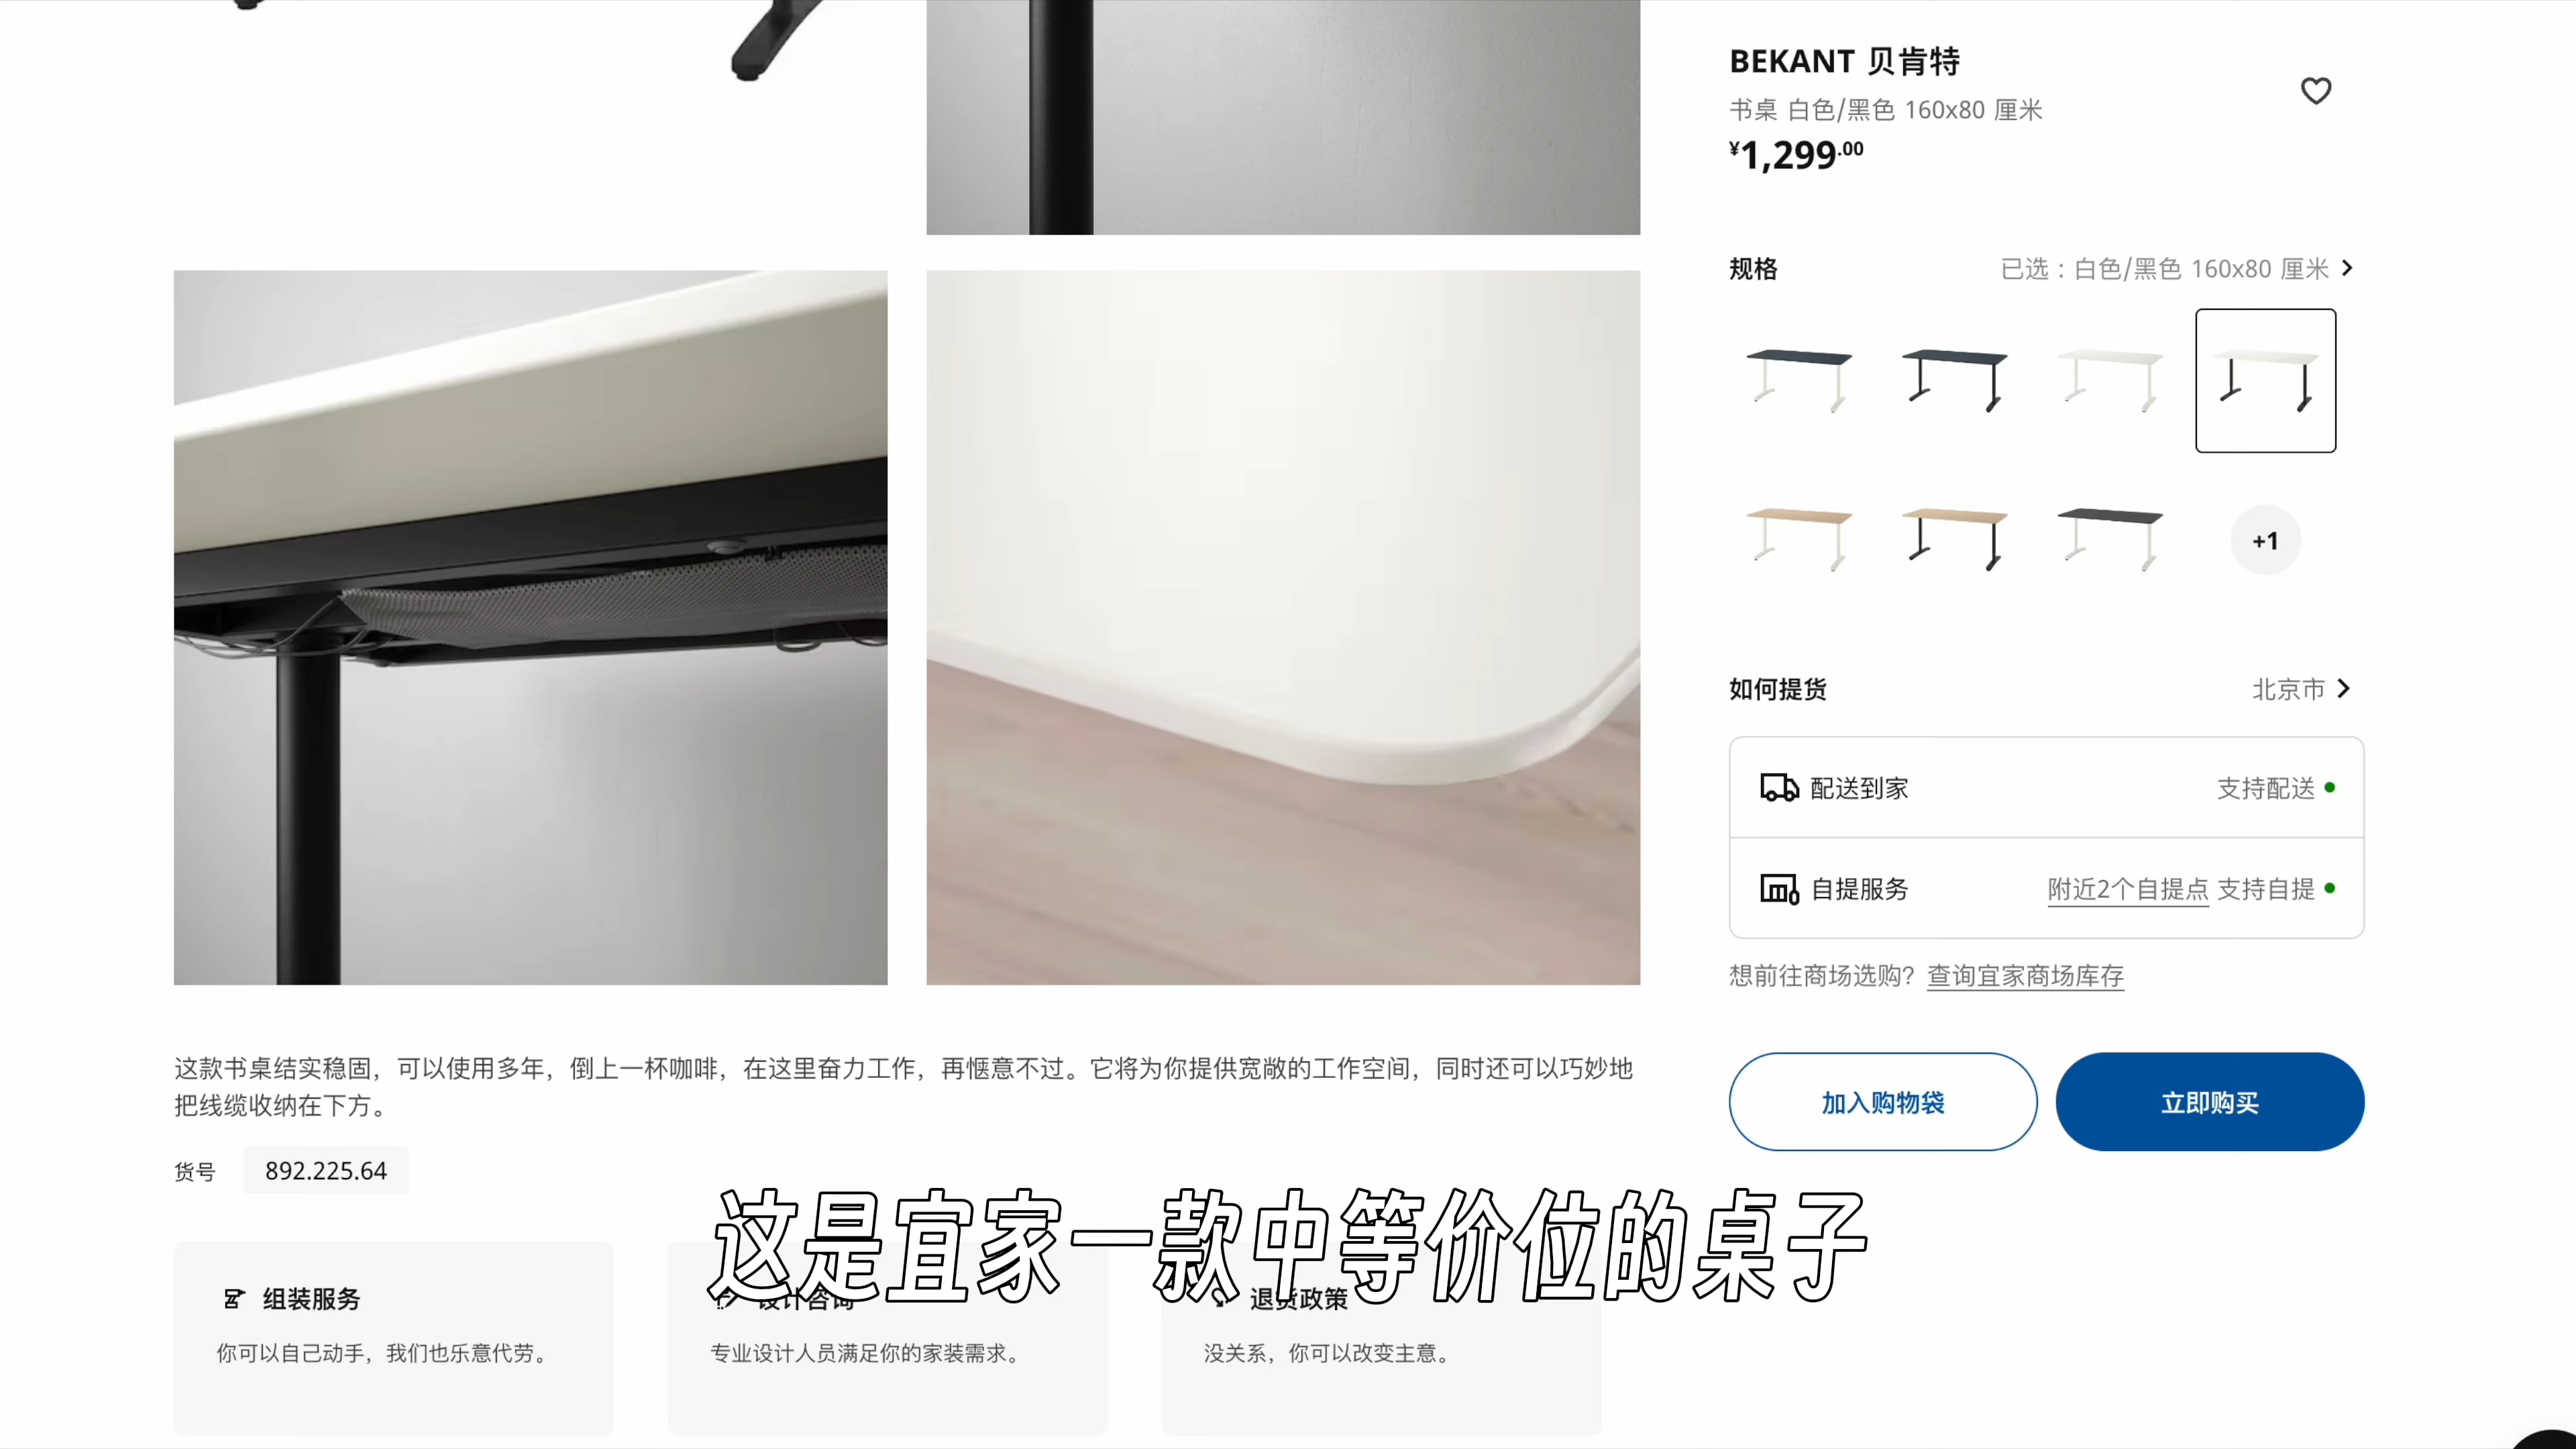 BEKANT 贝肯特
书桌 白色/黑色 160x80 厘米
¥1,299.00
规格
已选：白色/黑色 160x80 厘米
+1
如何提货
北京市
配送到家
支持配送
自提服务
附近2个自提点 支持自提
想前往商场选购？ 查询宜家商场库存
加入购物袋
立即购买
这款书桌结实稳固，可以使用多年，倒上一杯咖啡，在这里奋力工作，再惬意不过。它将为你提供宽敞的工作空间，同时还可以巧妙地
把线缆收纳在下方。
货号 892.225.64
这是宜家一款中等价位的桌子
组装服务
你可以自己动手，我们也乐意代劳。
设计咨询
专业设计人员满足你的家装需求。
退货政策
没关系，你可以改变主意。